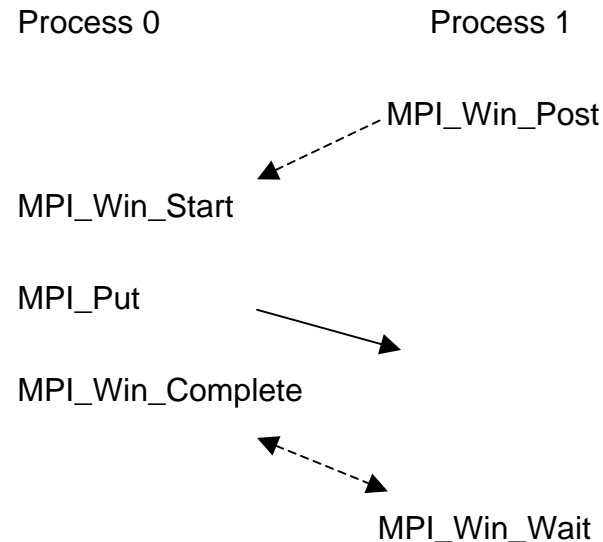 Process 0 Process 1
MPI_Win_Post
MPI_Win_Start
MPI_Put
MPI_Win_Complete
MPI_Win_Wait